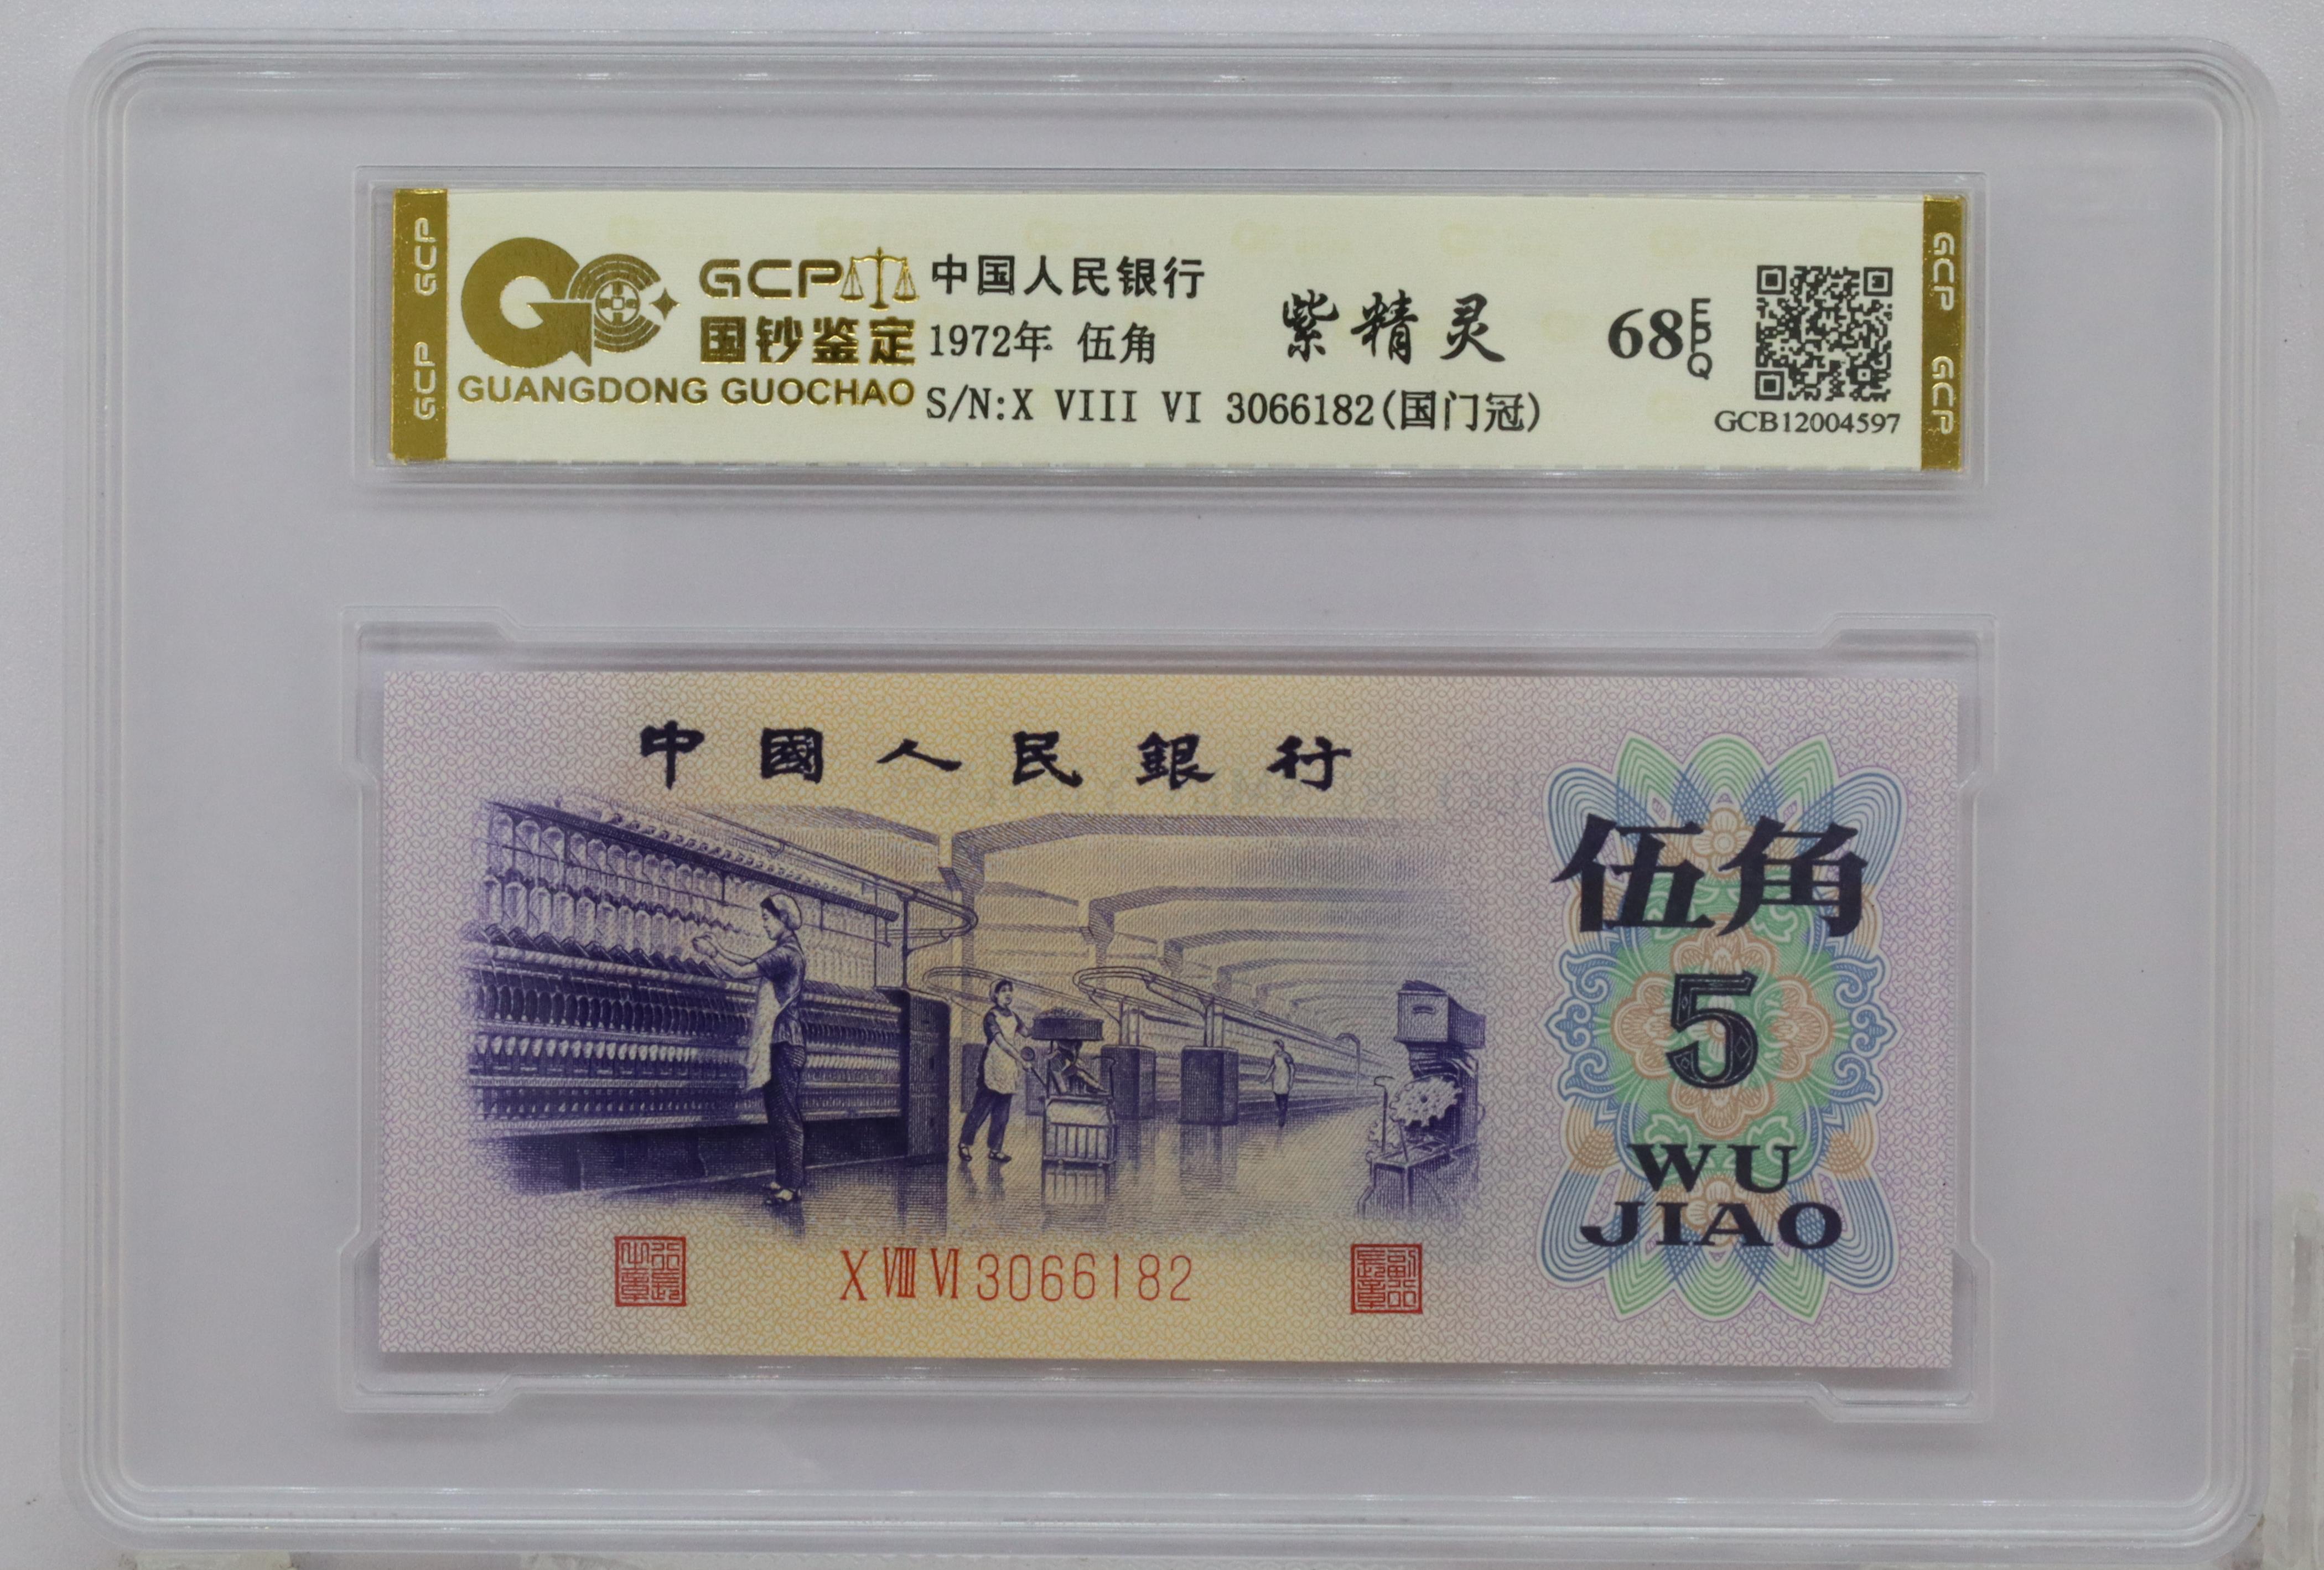 GCP
GCP
GCP
国钞鉴定
GUANGDONG GUOCHAO
中国人民银行
1972年 伍角
S/N:X VIII VI 3066182(国门冠)
紫精灵
68 EPQ
GCB12004597
GCP
GCP
中國人民銀行
伍角
5
WU
JIAO
X VIII VI 3066182